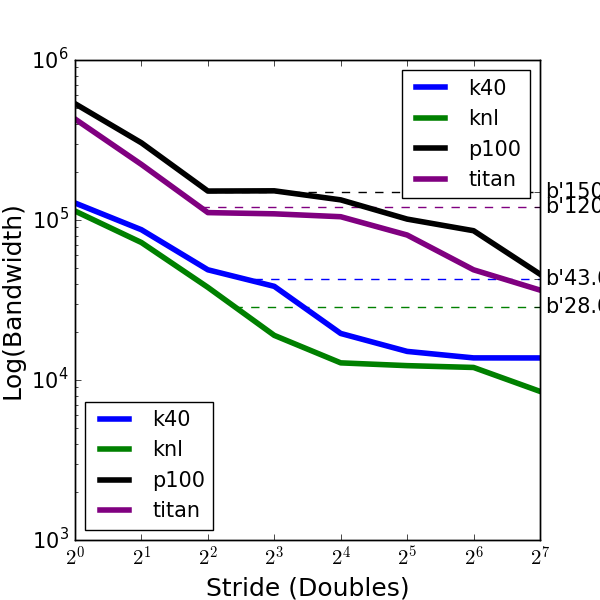 10^6
10^5
10^4
10^3
Log(Bandwidth)
k40
knl
p100
titan
b'150
b'120
b'43.0
b'28.0
k40
knl
p100
titan
2^0 2^1 2^2 2^3 2^4 2^5 2^6 2^7
Stride (Doubles)